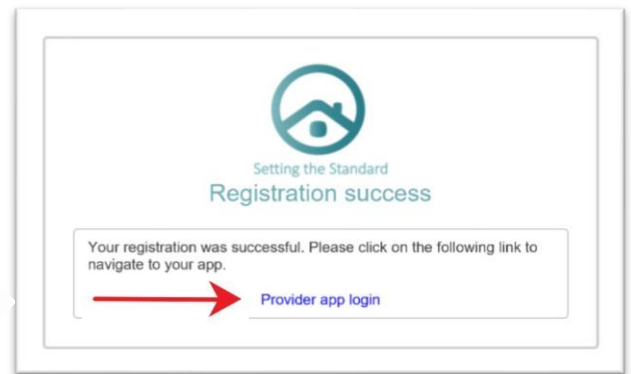 Setting the Standard
Registration success
Your registration was successful. Please click on the following link to
navigate to your app.
Provider app login